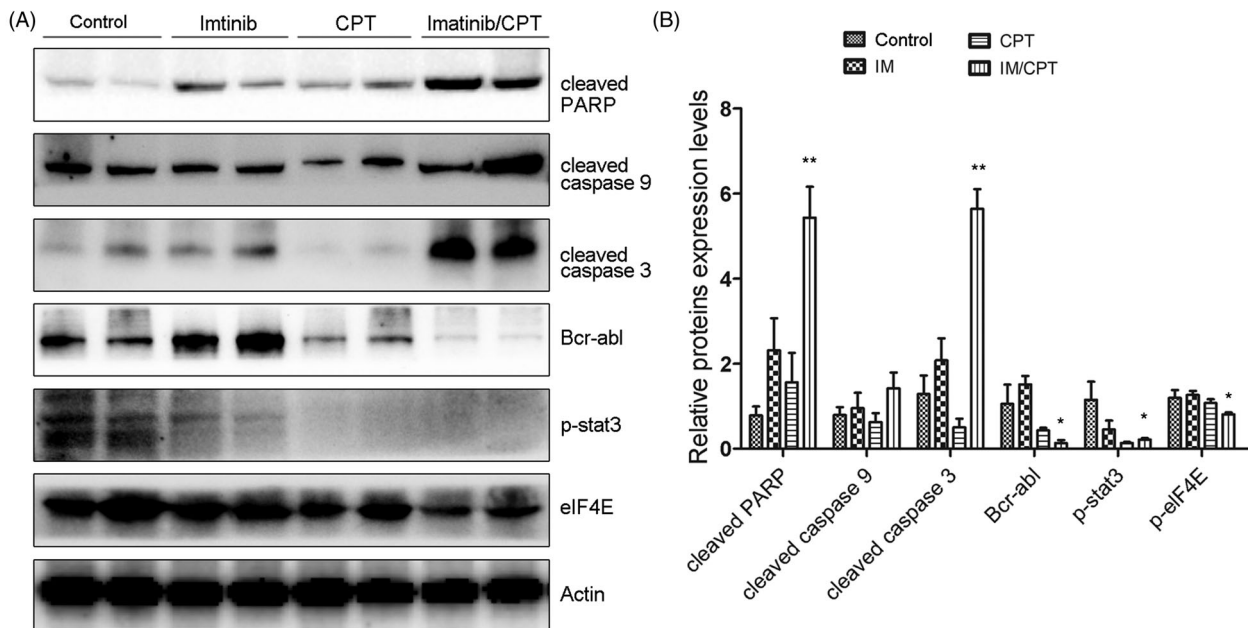 (A)
Control Imtinib CPT Imatinib/CPT
cleaved
PARP
cleaved
caspase 9
cleaved
caspase 3
Bcr-abl
p-stat3
eIF4E
Actin
(B)
Control CPT
IM IM/CPT
Relative proteins expression levels
8
6
4
2
0
**
**
*
*
*
cleaved PARP
cleaved caspase 9
cleaved caspase 3
Bcr-abl
p-stat3
p-eIF4E